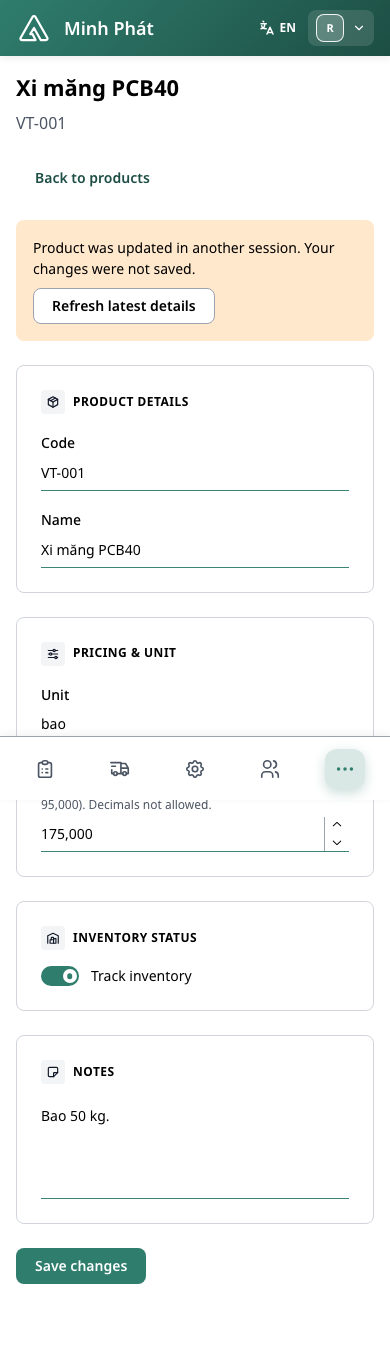 Minh Phát
EN
R
Xi măng PCB40
VT-001
Back to products
Product was updated in another session. Your
changes were not saved.
Refresh latest details
PRODUCT DETAILS
Code
VT-001
Name
Xi măng PCB40
PRICING & UNIT
Unit
bao
95,000). Decimals not allowed.
175,000
INVENTORY STATUS
Track inventory
NOTES
Bao 50 kg.
Save changes